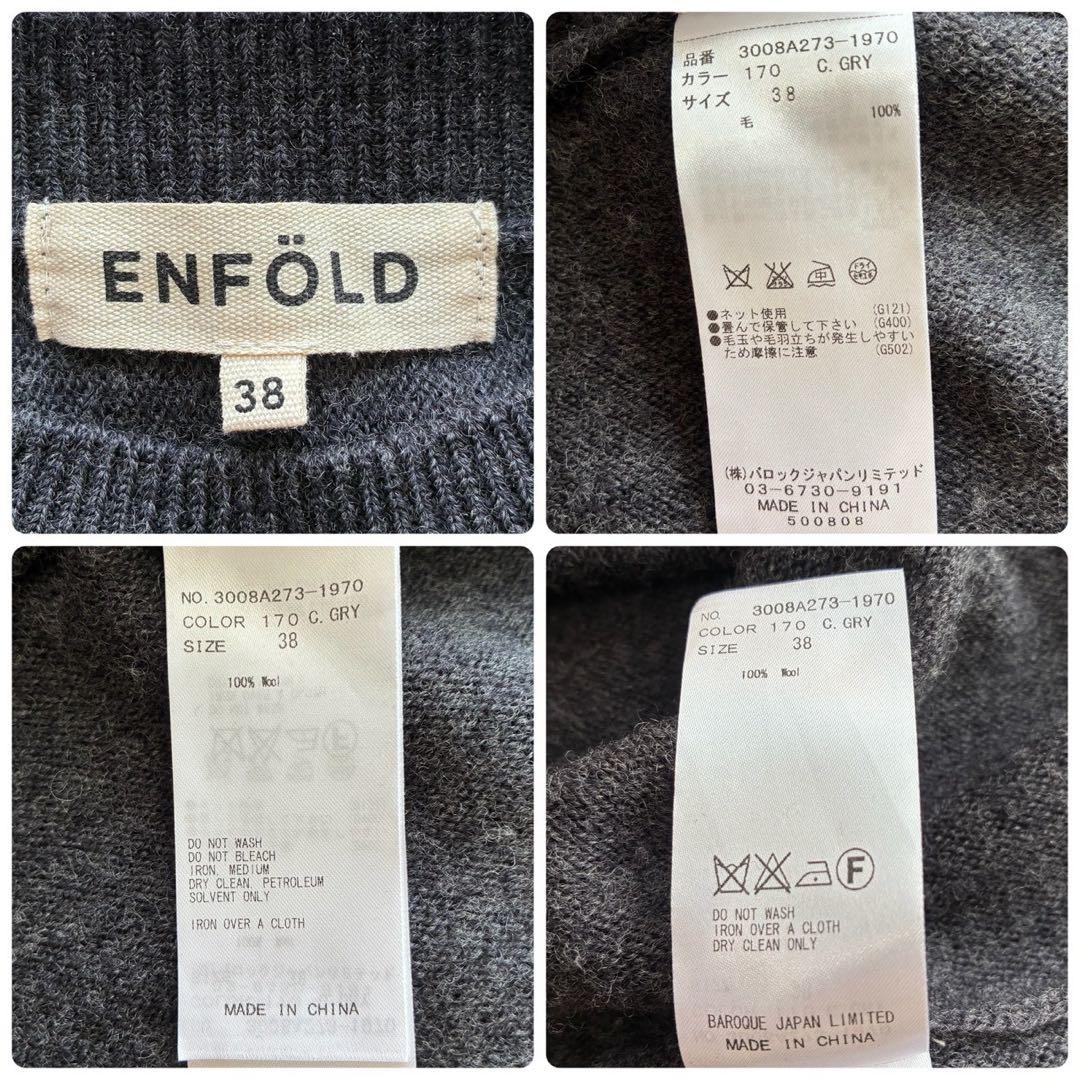 ENFÖLD
38
品番 3008A273-1970
カラー 170 C.GRY
サイズ 38
毛 100%
中
ドライ
●ネット使用 (G121)
●畳んで保管して下さい (G400)
●毛玉や毛羽立ちが発生しやすい
ため摩擦に注意 (G502)
(株)バロックジャパンリミテッド
03-6730-9191
MADE IN CHINA
500808
NO. 3008A273-1970
COLOR 170 C. GRY
SIZE 38
100% Wool
DO NOT WASH
DO NOT BLEACH
IRON, MEDIUM
DRY CLEAN, PETROLEUM
SOLVENT ONLY
IRON OVER A CLOTH
MADE IN CHINA
NO. 3008A273-1970
COLOR 170 C. GRY
SIZE 38
100% Wool
F
DO NOT WASH
IRON OVER A CLOTH
DRY CLEAN ONLY
BAROQUE JAPAN LIMITED
MADE IN CHINA